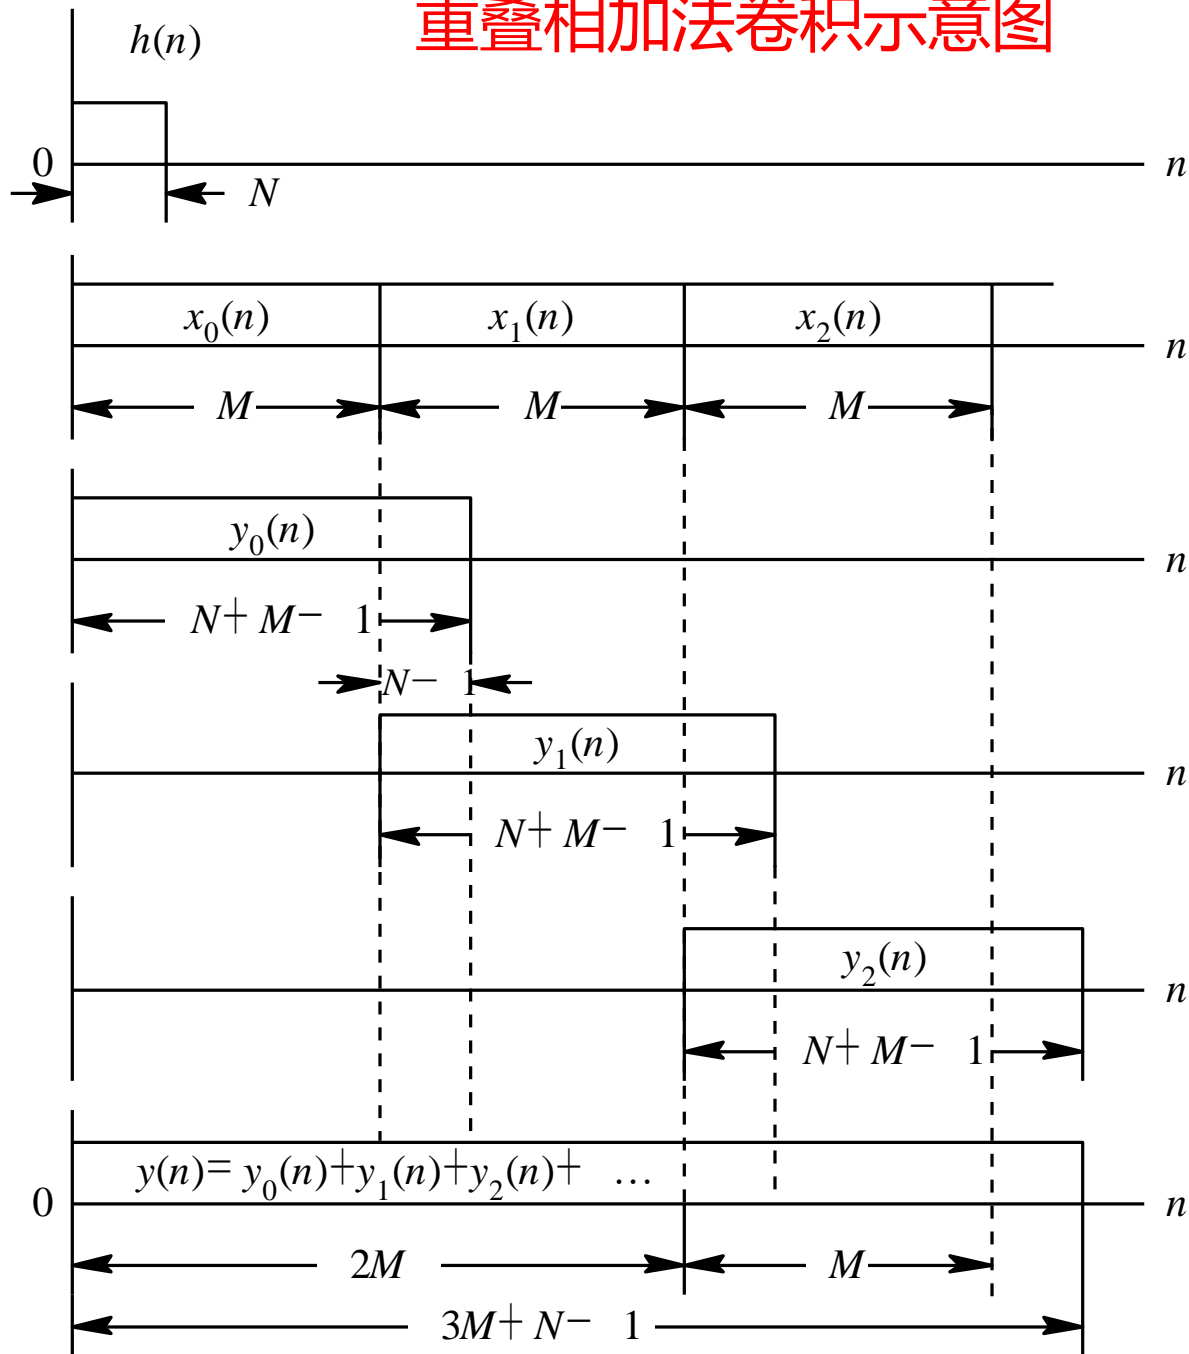 重叠相加法卷积示意图
h(n)
0 n
N
x₀(n) x₁(n) x₂(n)
n
M M M
y₀(n)
n
N+M-1
N-1
y₁(n)
n
N+M-1
y₂(n)
n
N+M-1
y(n)=y₀(n)+y₁(n)+y₂(n)+ …
0 n
2M M
3M+N-1